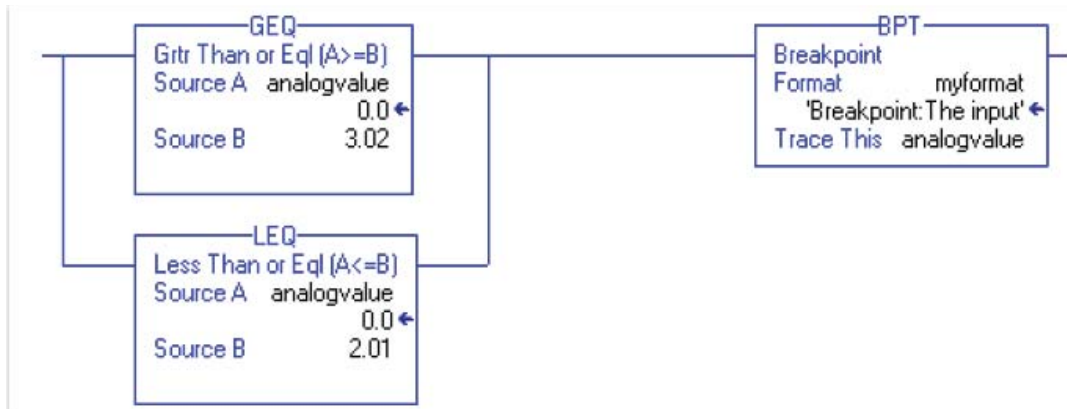 GEQ
Grtr Than or Eql (A>=B)
Source A analogvalue
0.0
Source B 3.02
BPT
Breakpoint
Format myformat
'Breakpoint:The input'
Trace This analogvalue
LEQ
Less Than or Eql (A<=B)
Source A analogvalue
0.0
Source B 2.01